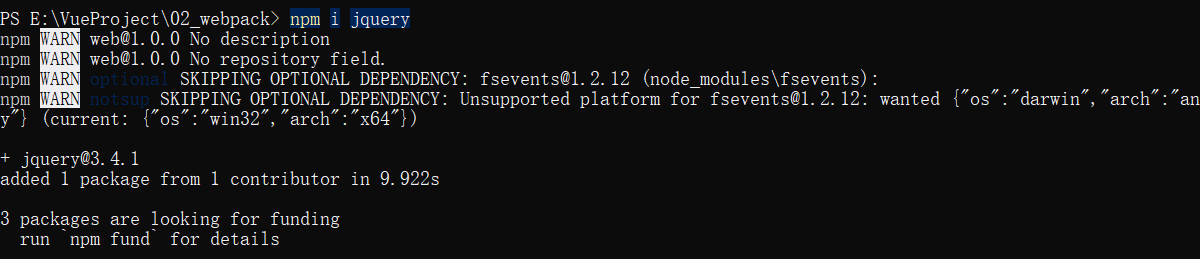 PS E:\VueProject\02_webpack> npm i jquery
npm WARN web@1.0.0 No description
npm WARN web@1.0.0 No repository field.
npm WARN optional SKIPPING OPTIONAL DEPENDENCY: fsevents@1.2.12 (node_modules\fsevents):
npm WARN notsup SKIPPING OPTIONAL DEPENDENCY: Unsupported platform for fsevents@1.2.12: wanted {"os":"darwin","arch":"an
y"} (current: {"os":"win32","arch":"x64"})
+ jquery@3.4.1
added 1 package from 1 contributor in 9.922s
3 packages are looking for funding
run `npm fund` for details